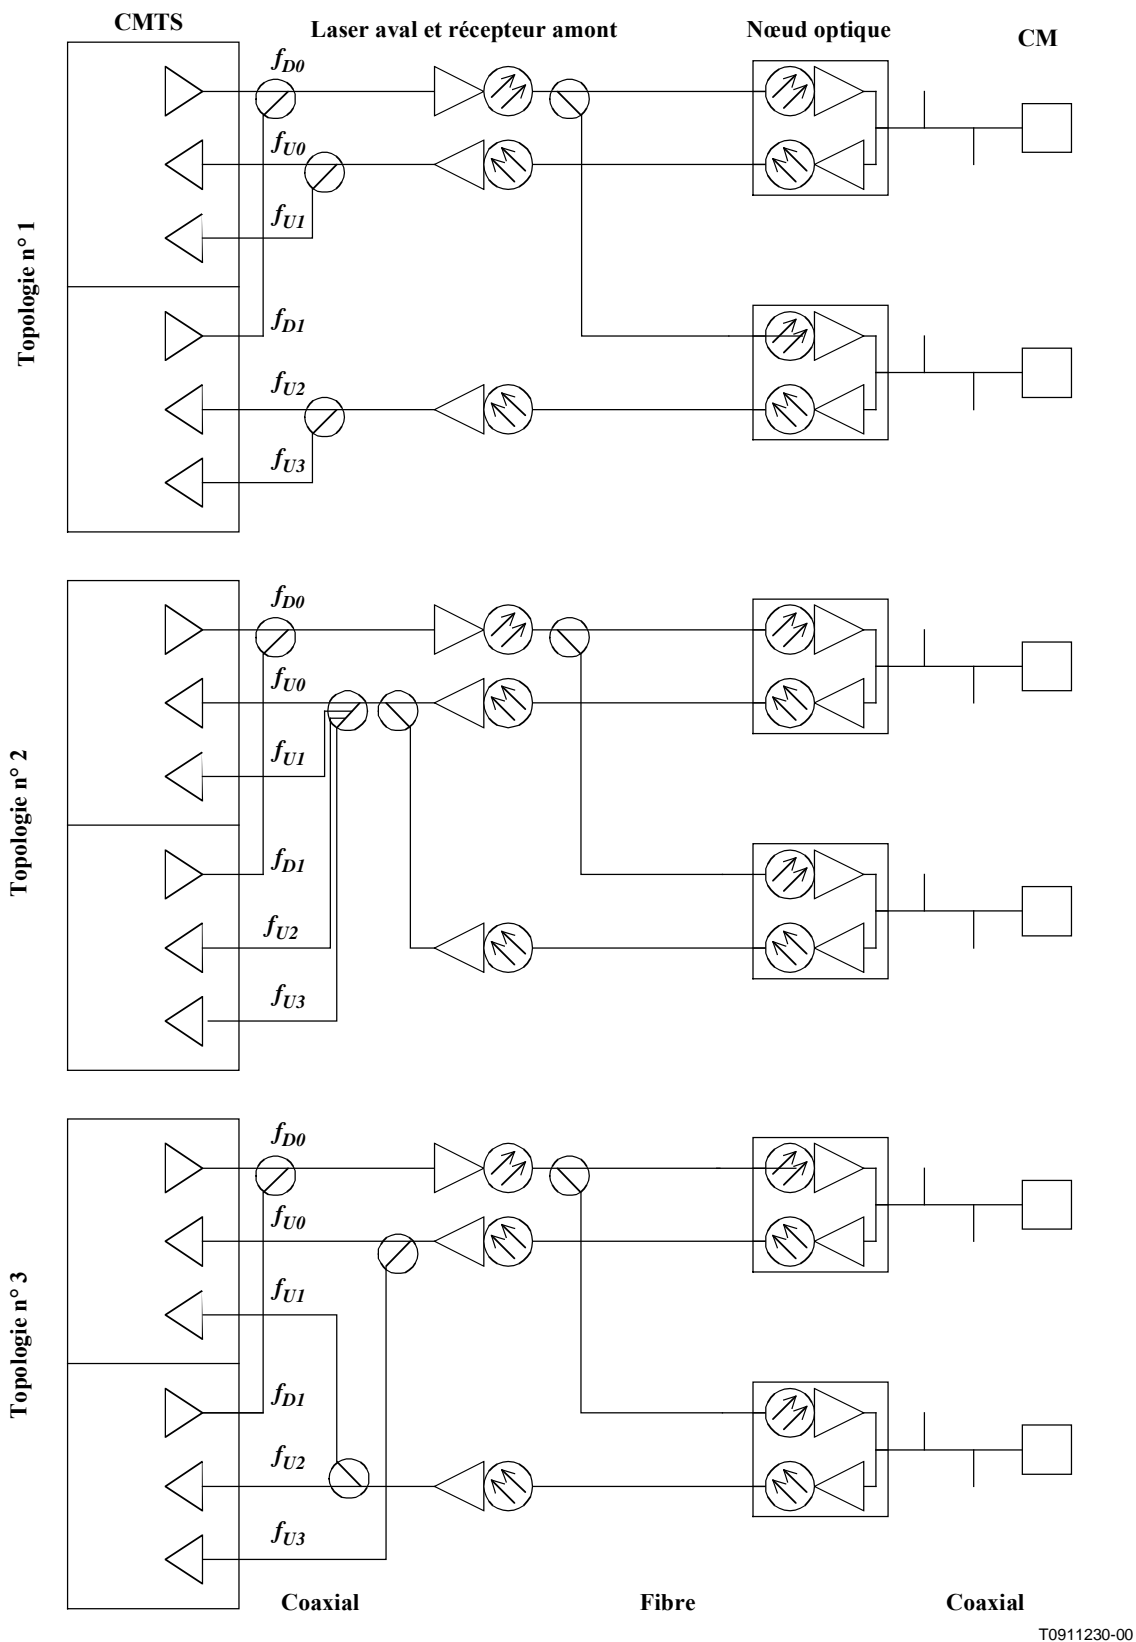 CMTS
Laser aval et récepteur amont
Nœud optique
CM
Topologie n° 1
fD0
fU0
fU1
fD1
fU2
fU3
Topologie n° 2
fD0
fU0
fU1
fD1
fU2
fU3
Topologie n° 3
fD0
fU0
fU1
fD1
fU2
fU3
Coaxial
Fibre
Coaxial
T0911230-00